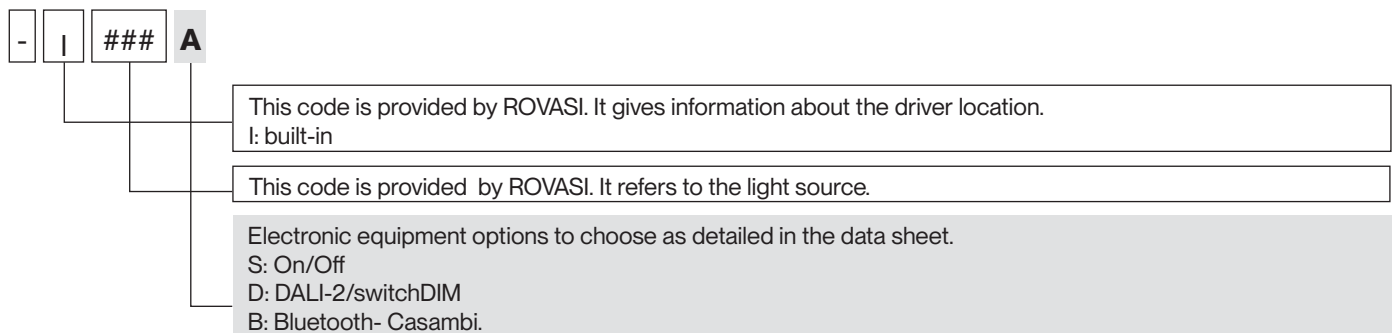 - I ### A
This code is provided by ROVASI. It gives information about the driver location.
I: built-in
This code is provided  by ROVASI. It refers to the light source.
Electronic equipment options to choose as detailed in the data sheet.
S: On/Off
D: DALI-2/switchDIM
B: Bluetooth- Casambi.